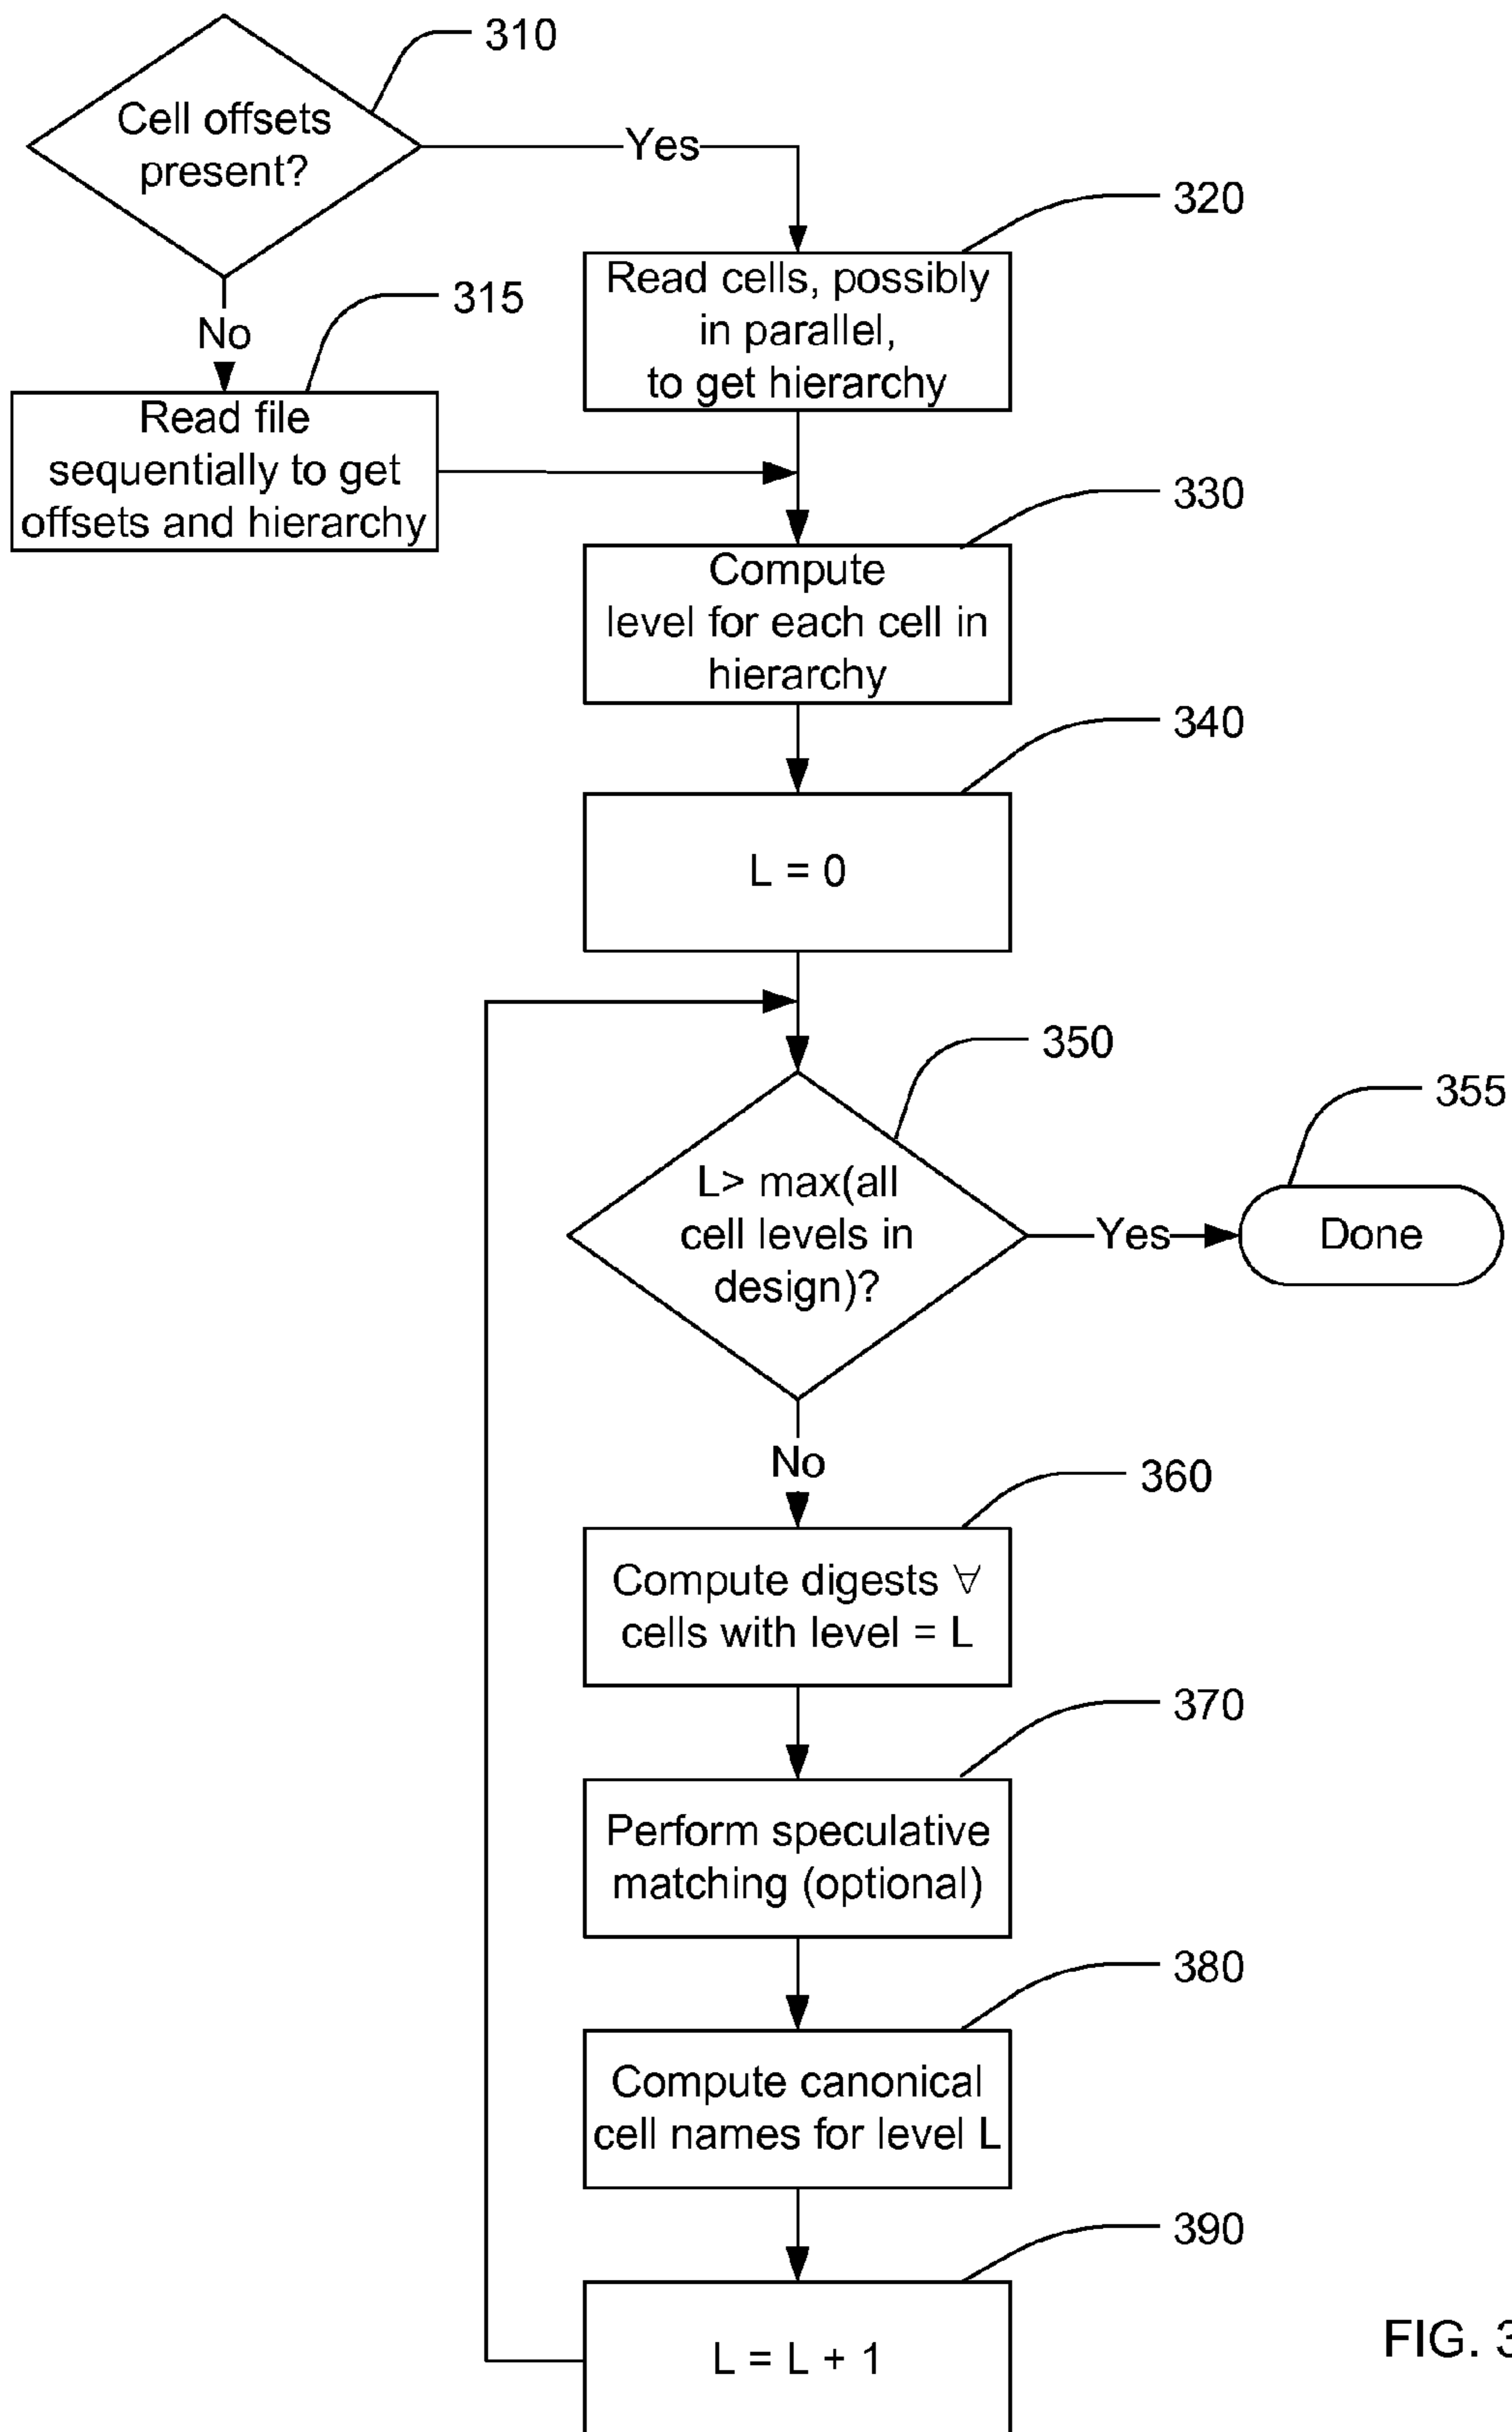 310
Cell offsets
present?
Yes
320
Read cells, possibly
in parallel,
to get hierarchy
315
No
Read file
sequentially to get
offsets and hierarchy
330
Compute
level for each cell in
hierarchy
340
L = 0
350
355
L> max(all
cell levels in
design)?
Yes
Done
No
360
Compute digests ∀
cells with level = L
370
Perform speculative
matching (optional)
380
Compute canonical
cell names for level L
390
L = L + 1
FIG. 3